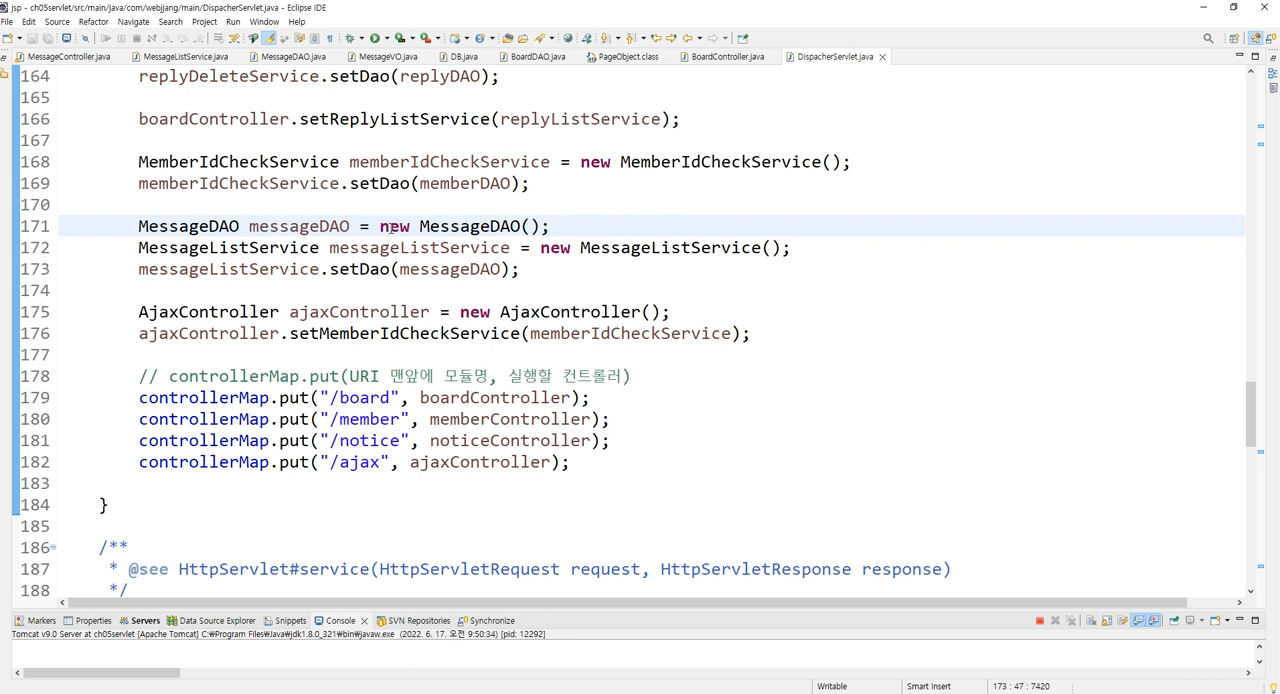 jsp - ch05servlet/src/main/java/com/webjjang/main/DispacherServlet.java - Eclipse IDE
File Edit Source Refactor Navigate Search Project Run Window Help
MessageController.java MessageListService.java MessageDAO.java MessageVO.java DB.java BoardDAO.java PageObject.class BoardController.java DispacherServlet.java
164 replyDeleteService.setDao(replyDAO);
165
166 boardController.setReplyListService(replyListService);
167
168 MemberIdCheckService memberIdCheckService = new MemberIdCheckService();
169 memberIdCheckService.setDao(memberDAO);
170
171 MessageDAO messageDAO = new MessageDAO();
172 MessageListService messageListService = new MessageListService();
173 messageListService.setDao(messageDAO);
174
175 AjaxController ajaxController = new AjaxController();
176 ajaxController.setMemberIdCheckService(memberIdCheckService);
177
178 // controllerMap.put(URI 맨앞에 모듈명, 실행할 컨트롤러)
179 controllerMap.put("/board", boardController);
180 controllerMap.put("/member", memberController);
181 controllerMap.put("/notice", noticeController);
182 controllerMap.put("/ajax", ajaxController);
183
184 }
185
186 /**
187 * @see HttpServlet#service(HttpServletRequest request, HttpServletResponse response)
188 */
Markers Properties Servers Data Source Explorer Snippets Console SVN Repositories Synchronize
Tomcat v9.0 Server at ch05servlet [Apache Tomcat] C:₩Program Files₩Java₩jdk1.8.0_321₩bin₩javaw.exe (2022. 6. 17. 오전 9:50:34) [pid: 12292]
Writable Smart Insert 173 : 47 : 7420